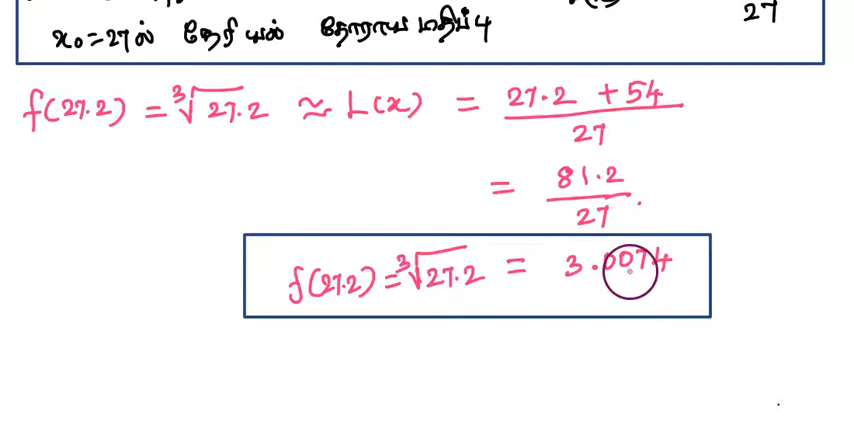 x₀=27ல் நேரியல் தோராய மதிப்பு
27
f(27.2) = ∛27.2 ≈ L(x) = (27.2 + 54)/27
= 81.2/27.
f(27.2) = ∛27.2 = 3.0074